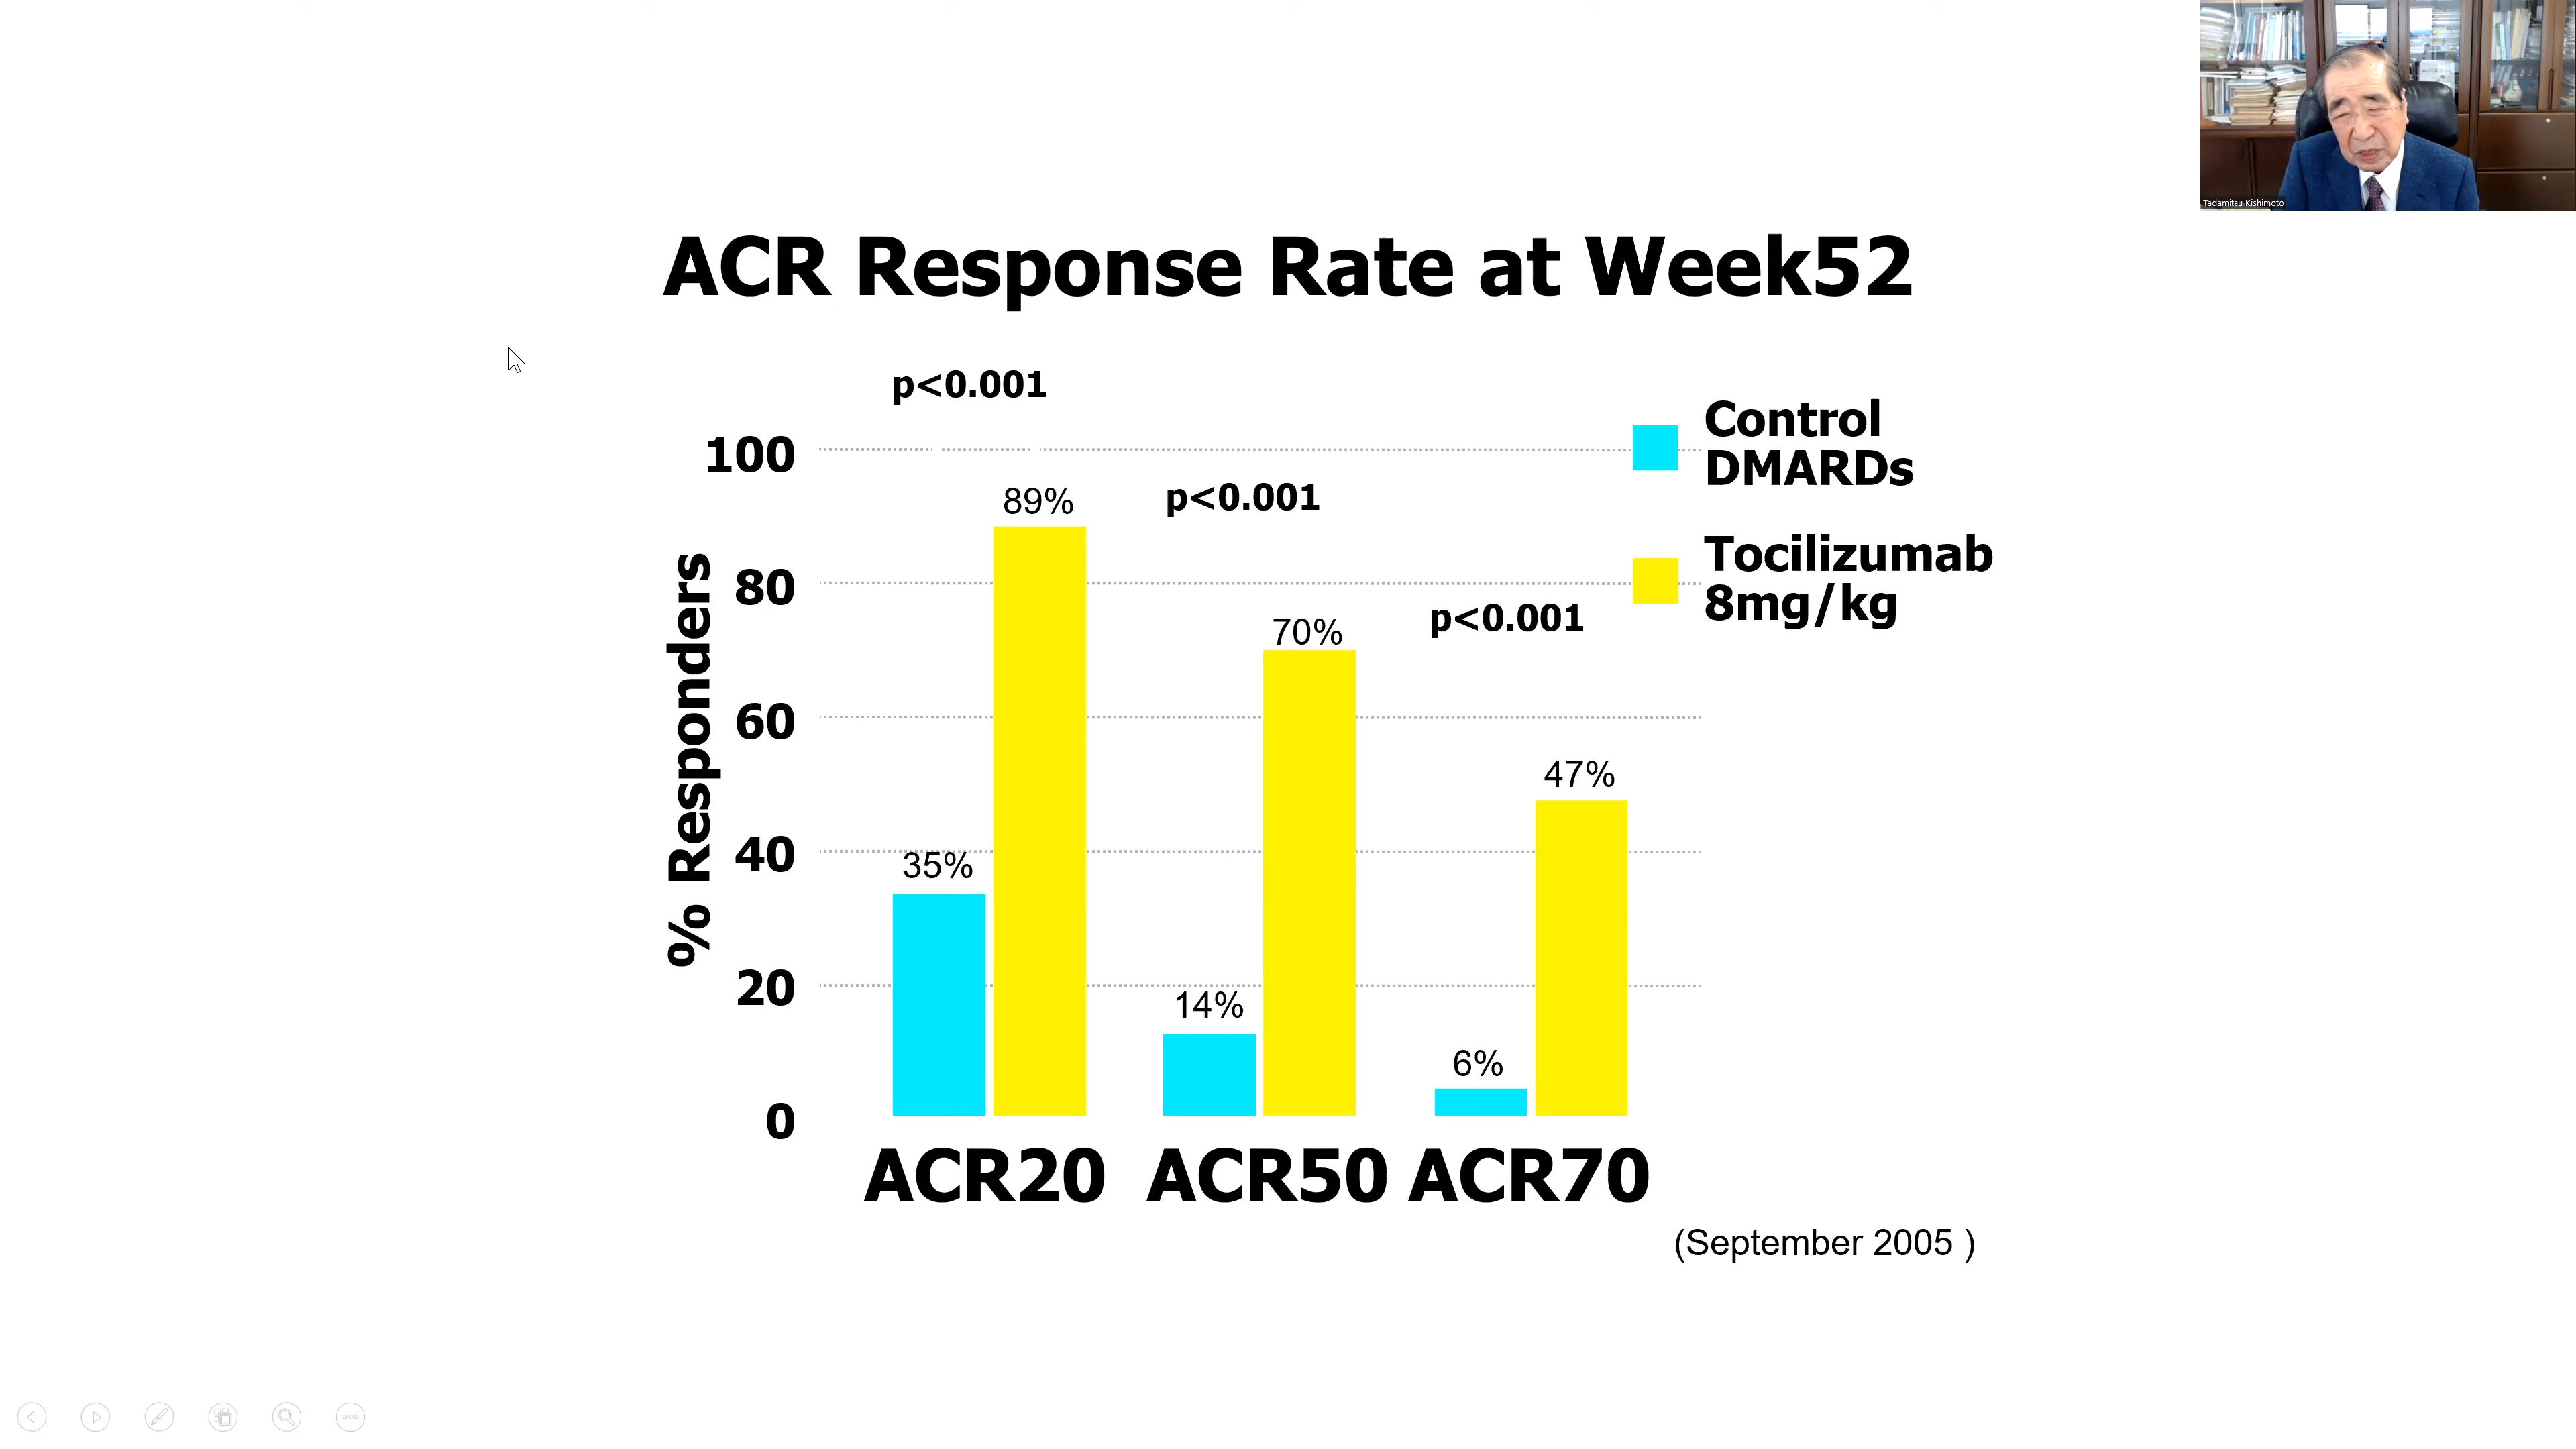 Tadamitsu Kishimoto
ACR Response Rate at Week52
p<0.001
p<0.001
p<0.001
Control
DMARDs
Tocilizumab
8mg/kg
% Responders
100
80
60
40
20
0
35%
89%
14%
70%
6%
47%
ACR20 ACR50 ACR70
(September 2005 )